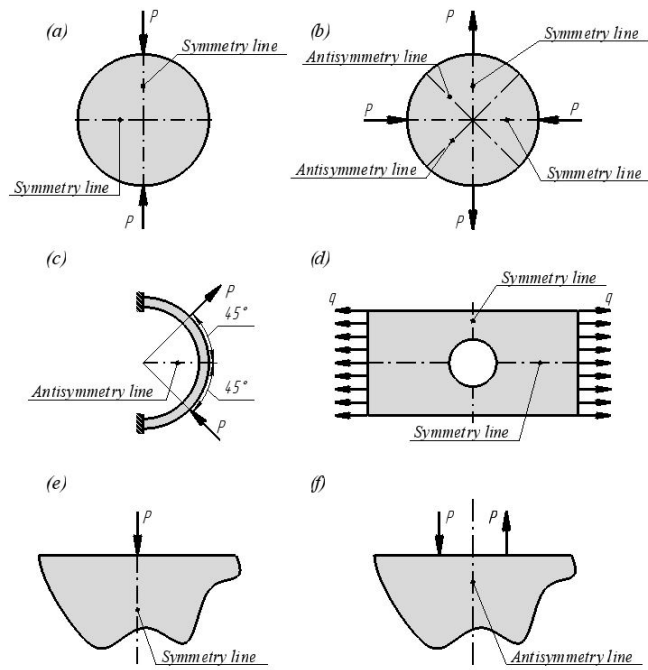 (a)
P
Symmetry line
Symmetry line
P
(b)
P
Symmetry line
Antisymmetry line
P
P
Antisymmetry line
Symmetry line
P
(c)
P
45°
Antisymmetry line
45°
P
(d)
Symmetry line
q
q
Symmetry line
(e)
P
Symmetry line
(f)
P
P
Antisymmetry line